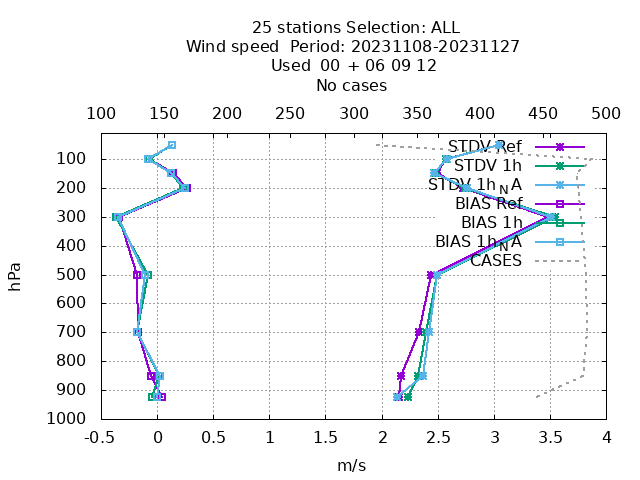 25 stations Selection: ALL
Wind speed  Period: 20231108-20231127
Used  00 + 06 09 12
No cases
100 150 200 250 300 350 400 450 500
STDV Ref
STDV 1h
STDV 1hNA
BIAS Ref
BIAS 1h
BIAS 1hNA
CASES
100
200
300
400
500
600
700
800
900
1000
hPa
-0.5 0 0.5 1 1.5 2 2.5 3 3.5 4
m/s